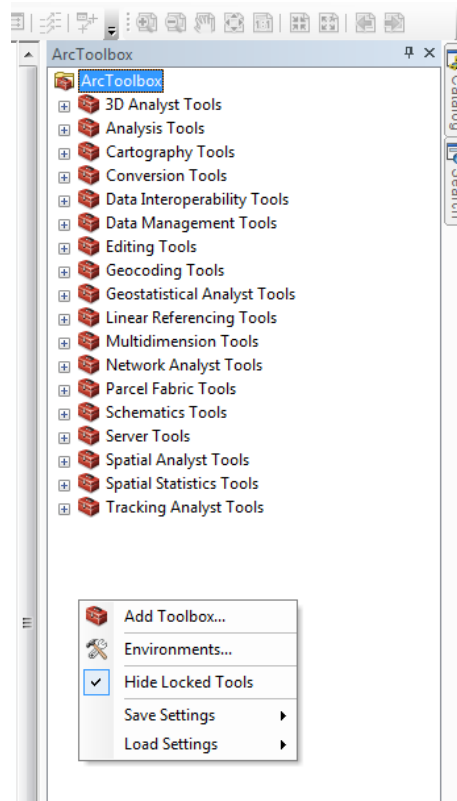 ArcToolbox
ArcToolbox
3D Analyst Tools
Analysis Tools
Cartography Tools
Conversion Tools
Data Interoperability Tools
Data Management Tools
Editing Tools
Geocoding Tools
Geostatistical Analyst Tools
Linear Referencing Tools
Multidimension Tools
Network Analyst Tools
Parcel Fabric Tools
Schematics Tools
Server Tools
Spatial Analyst Tools
Spatial Statistics Tools
Tracking Analyst Tools
Add Toolbox...
Environments...
Hide Locked Tools
Save Settings
Load Settings
Catalog
Search